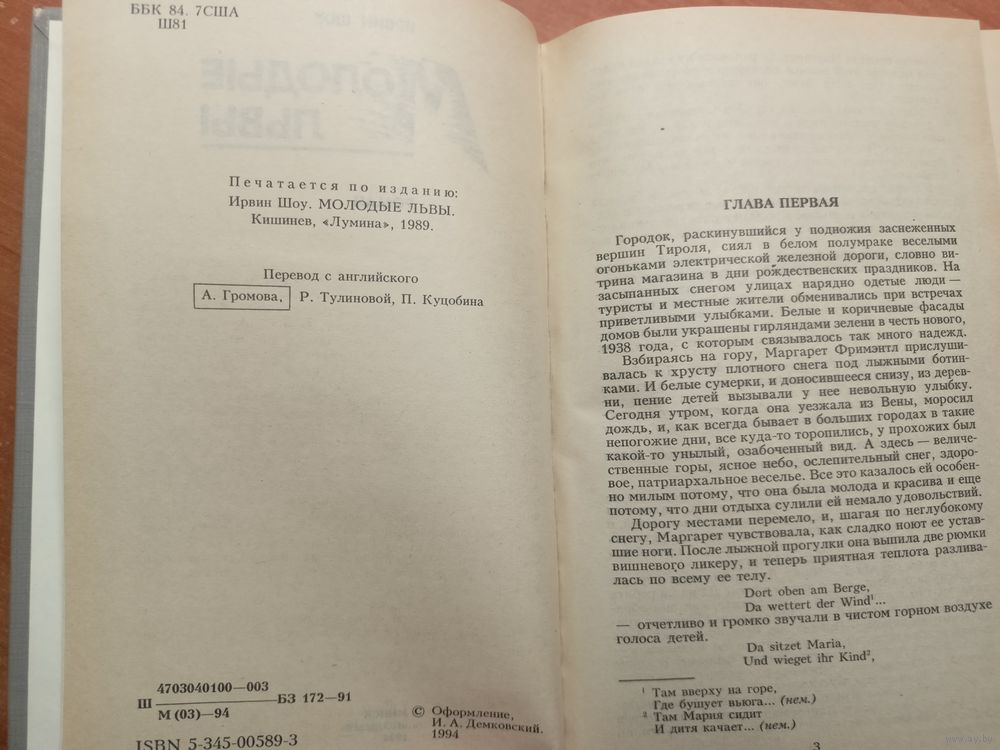 ББК 84. 7США
Ш81
МОЛОДЫЕ
ЛЬВЫ
Печатается по изданию:
Ирвин Шоу. МОЛОДЫЕ ЛЬВЫ.
Кишинев, «Лумина», 1989.
Перевод с английского
А. Громова, Р. Тулиновой, П. Куцобина
4703040100—003
Ш БЗ 172—91
М (03)—94
© Оформление,
И. А. Демковский.
1994
ISBN 5-345-00589-3
ГЛАВА ПЕРВАЯ
Городок, раскинувшийся у подножия заснеженных
вершин Тироля, сиял в белом полумраке веселыми
огоньками электрической железной дороги, словно ви-
трина магазина в дни рождественских праздников. На
засыпанных снегом улицах нарядно одетые люди —
туристы и местные жители обменивались при встречах
приветливыми улыбками. Белые и коричневые фасады
домов были украшены гирляндами зелени в честь нового,
1938 года, с которым связывалось так много надежд.
Взбираясь на гору, Маргарет Фримэнтл прислуши-
валась к хрусту плотного снега под лыжными ботин-
ками. И белые сумерки, и доносившееся снизу, из дерев-
ни, пение детей вызывали у нее невольную улыбку.
Сегодня утром, когда она уезжала из Вены, моросил
дождь, и, как всегда бывает в больших городах в такие
непогожие дни, все куда-то торопились, у прохожих был
какой-то унылый, озабоченный вид. А здесь — величе-
ственные горы, ясное небо, ослепительный снег, здоро-
вое, патриархальное веселье. Все это казалось ей особен-
но милым потому, что она была молода и красива и еще
потому, что дни отдыха сулили ей немало удовольствий.
Дорогу местами перемело, и, шагая по неглубокому
снегу, Маргарет чувствовала, как сладко ноют ее устав-
шие ноги. После лыжной прогулки она выпила две рюмки
вишневого ликеру, и теперь приятная теплота разлива-
лась по всему ее телу.
Dort oben am Berge,
Da wettert der Wind¹...
— отчетливо и громко звучали в чистом горном воздухе
голоса детей.
Da sitzet Maria,
Und wieget ihr Kind²,
¹ Там вверху на горе,
Где бушует вьюга... (нем.)
² Там Мария сидит
И дитя качает... (нем.)
3